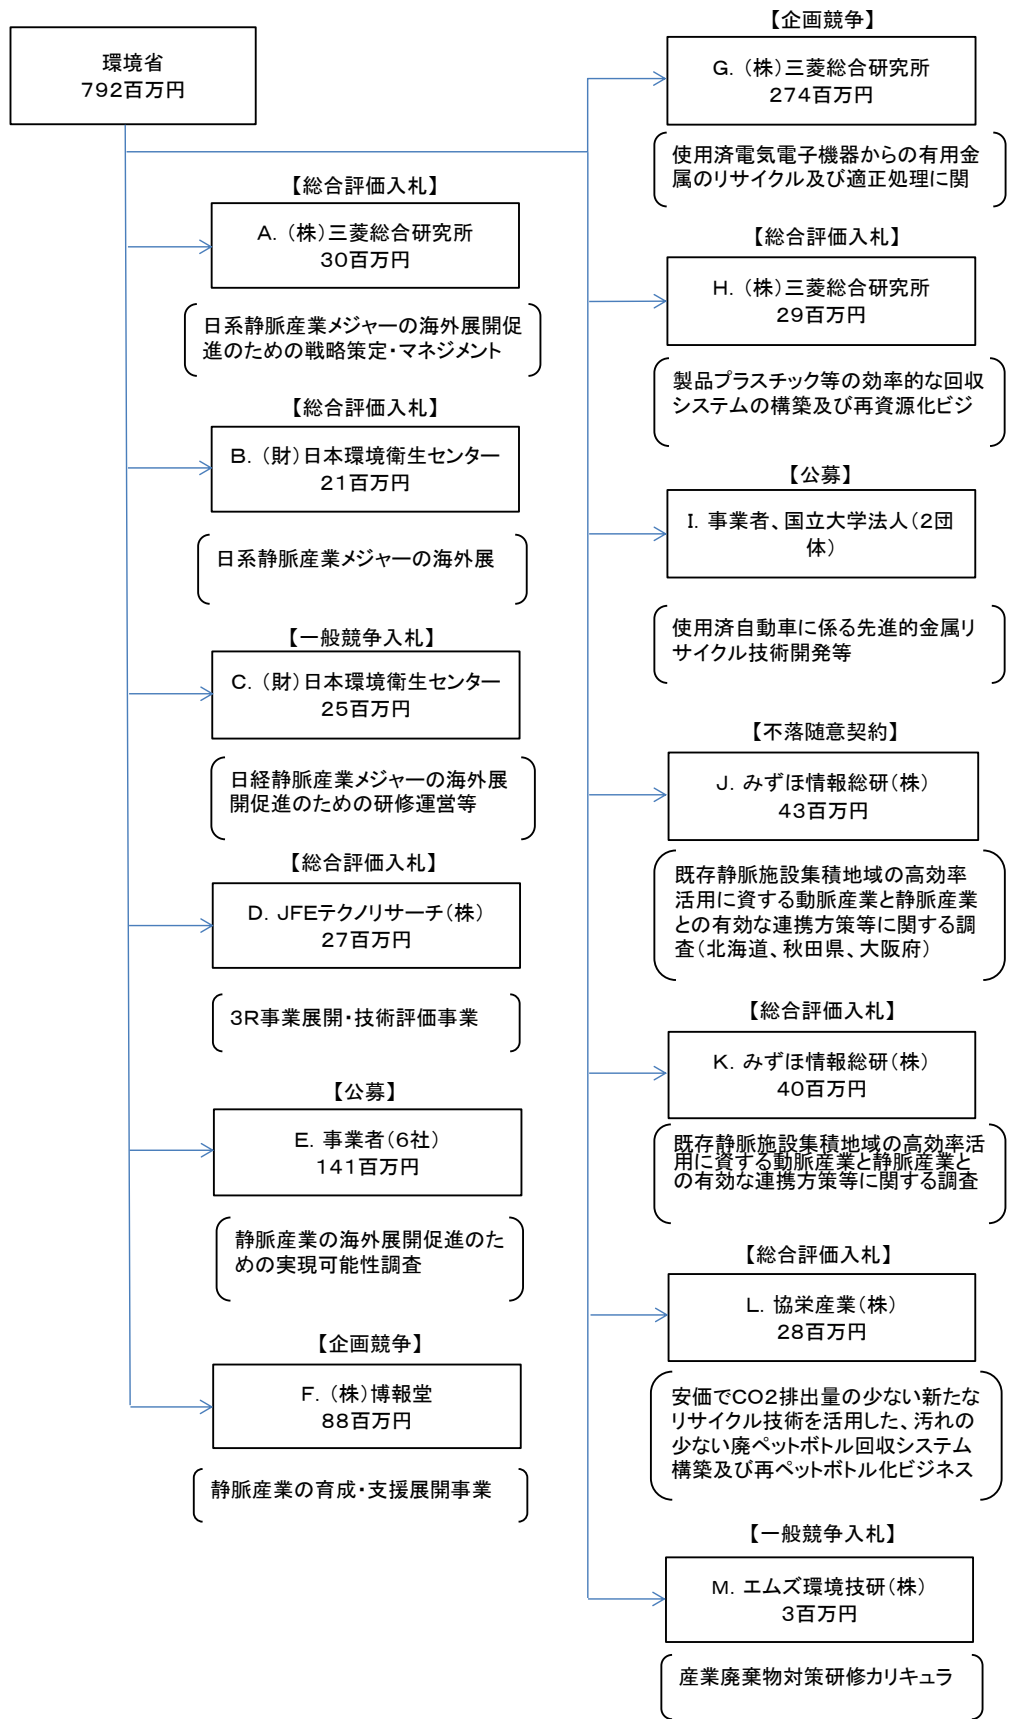 環境省
792百万円
【総合評価入札】
A. (株)三菱総合研究所
30百万円
日系静脈産業メジャーの海外展開促
進のための戦略策定・マネジメント
【総合評価入札】
B. (財)日本環境衛生センター
21百万円
日系静脈産業メジャーの海外展
【一般競争入札】
C. (財)日本環境衛生センター
25百万円
日経静脈産業メジャーの海外展
開促進のための研修運営等
【総合評価入札】
D. JFEテクノリサーチ(株)
27百万円
3R事業展開・技術評価事業
【公募】
E. 事業者(6社)
141百万円
静脈産業の海外展開促進のた
めの実現可能性調査
【企画競争】
F. (株)博報堂
88百万円
静脈産業の育成・支援展開事業
【企画競争】
G. (株)三菱総合研究所
274百万円
使用済電気電子機器からの有用金
属のリサイクル及び適正処理に関
【総合評価入札】
H. (株)三菱総合研究所
29百万円
製品プラスチック等の効率的な回収
システムの構築及び再資源化ビジ
【公募】
I. 事業者、国立大学法人(2団
体)
使用済自動車に係る先進的金属リ
サイクル技術開発等
【不落随意契約】
J. みずほ情報総研(株)
43百万円
既存静脈施設集積地域の高効率
活用に資する動脈産業と静脈産業
との有効な連携方策等に関する調
査(北海道、秋田県、大阪府)
【総合評価入札】
K. みずほ情報総研(株)
40百万円
既存静脈施設集積地域の高効率活
用に資する動脈産業と静脈産業と
の有効な連携方策等に関する調査
【総合評価入札】
L. 協栄産業(株)
28百万円
安価でCO2排出量の少ない新たな
リサイクル技術を活用した、汚れの
少ない廃ペットボトル回収システム
構築及び再ペットボトル化ビジネス
【一般競争入札】
M. エムズ環境技研(株)
3百万円
産業廃棄物対策研修カリキュラ